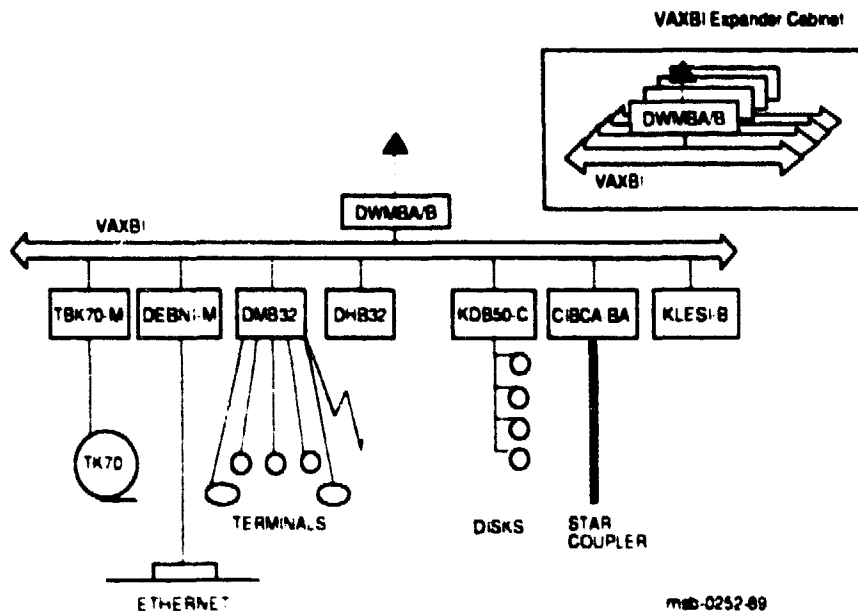 VAXBI Expander Cabinet
DWMBA/B
VAXBI
DWMBA/B
VAXBI
TBK70-M
DEBNI-M
DMB32
DHB32
KDB50-C
CIBCA-BA
KLESI-B
TK70
TERMINALS
DISKS
STAR
COUPLER
ETHERNET
msb-0252-89